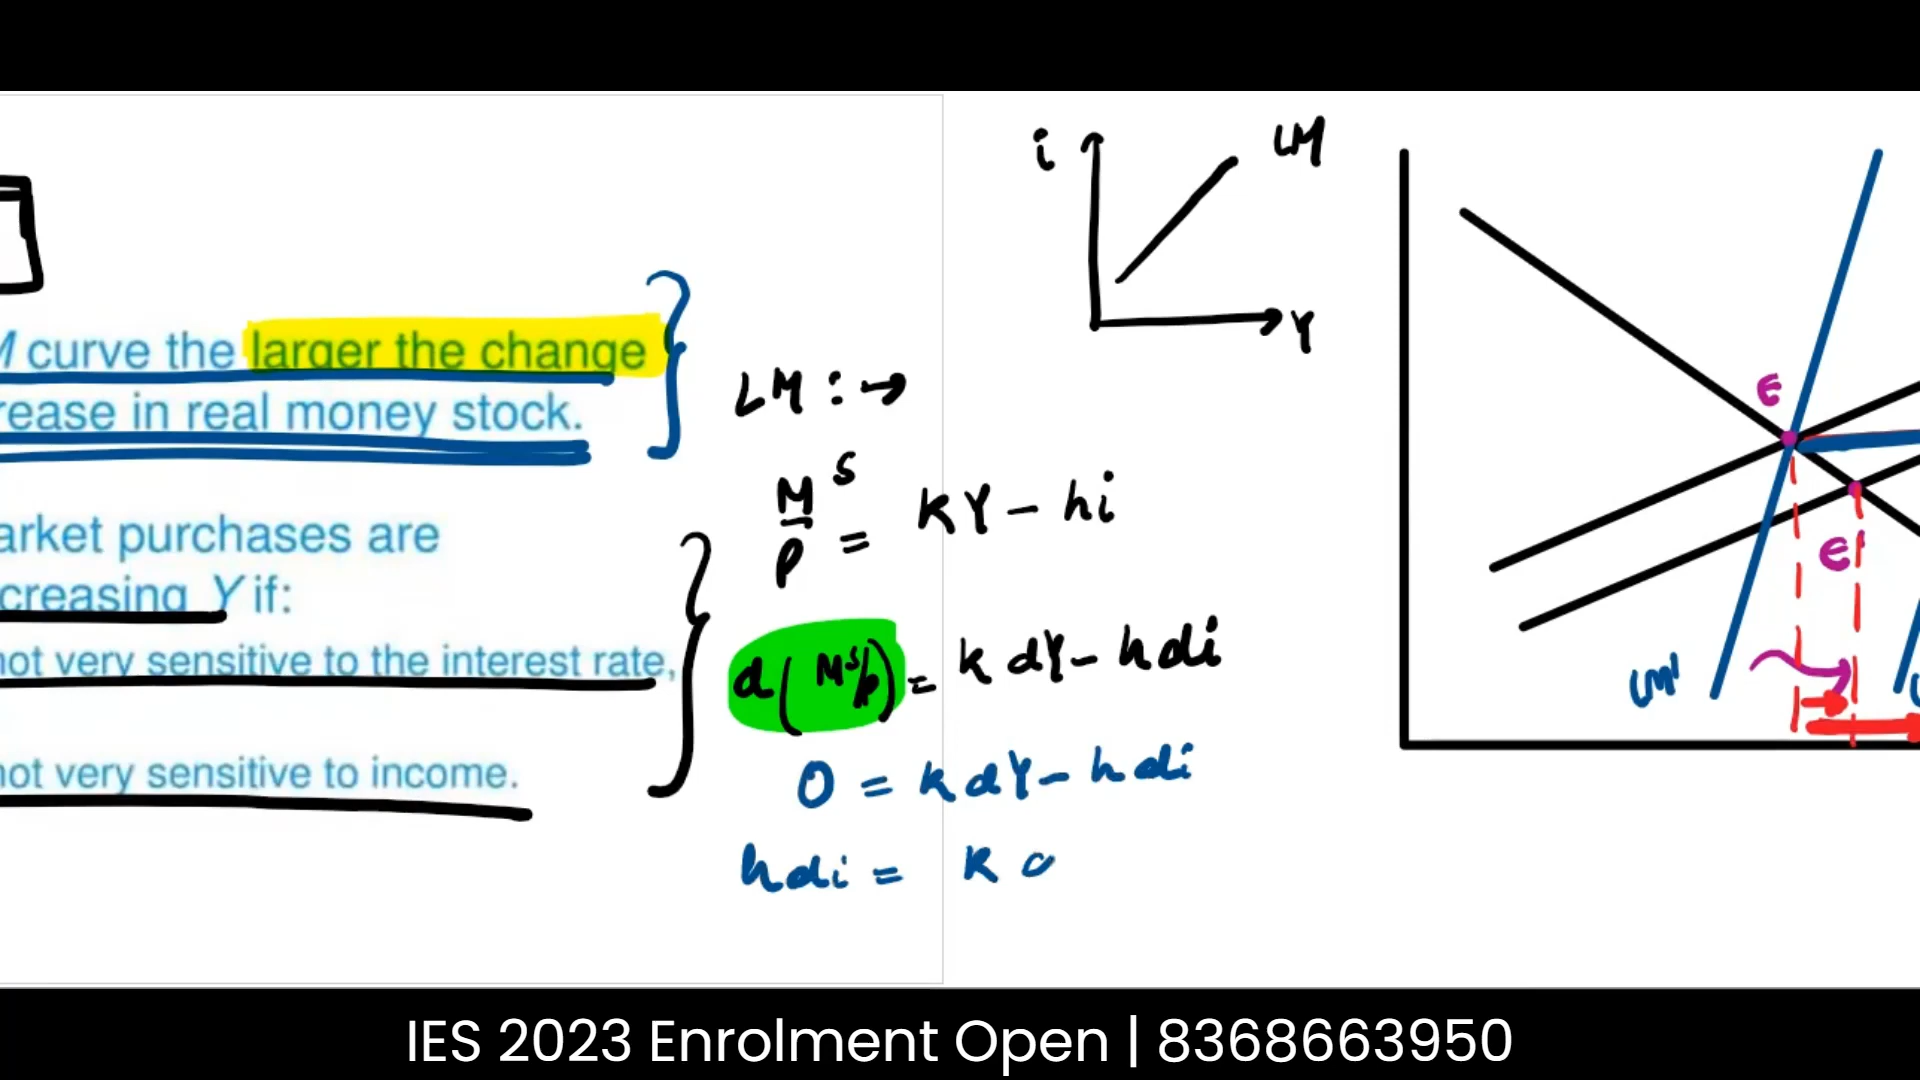 M curve the larger the change
rease in real money stock.
arket purchases are
creasing Y if:
not very sensitive to the interest rate,
not very sensitive to income.
LM : →
M^S/P = KY - hi
d(M^S/P) = k dY - hdi
0 = k dY - h di
hdi = K
i
LM
Y
e
e
LM'
IES 2023 Enrolment Open | 8368663950